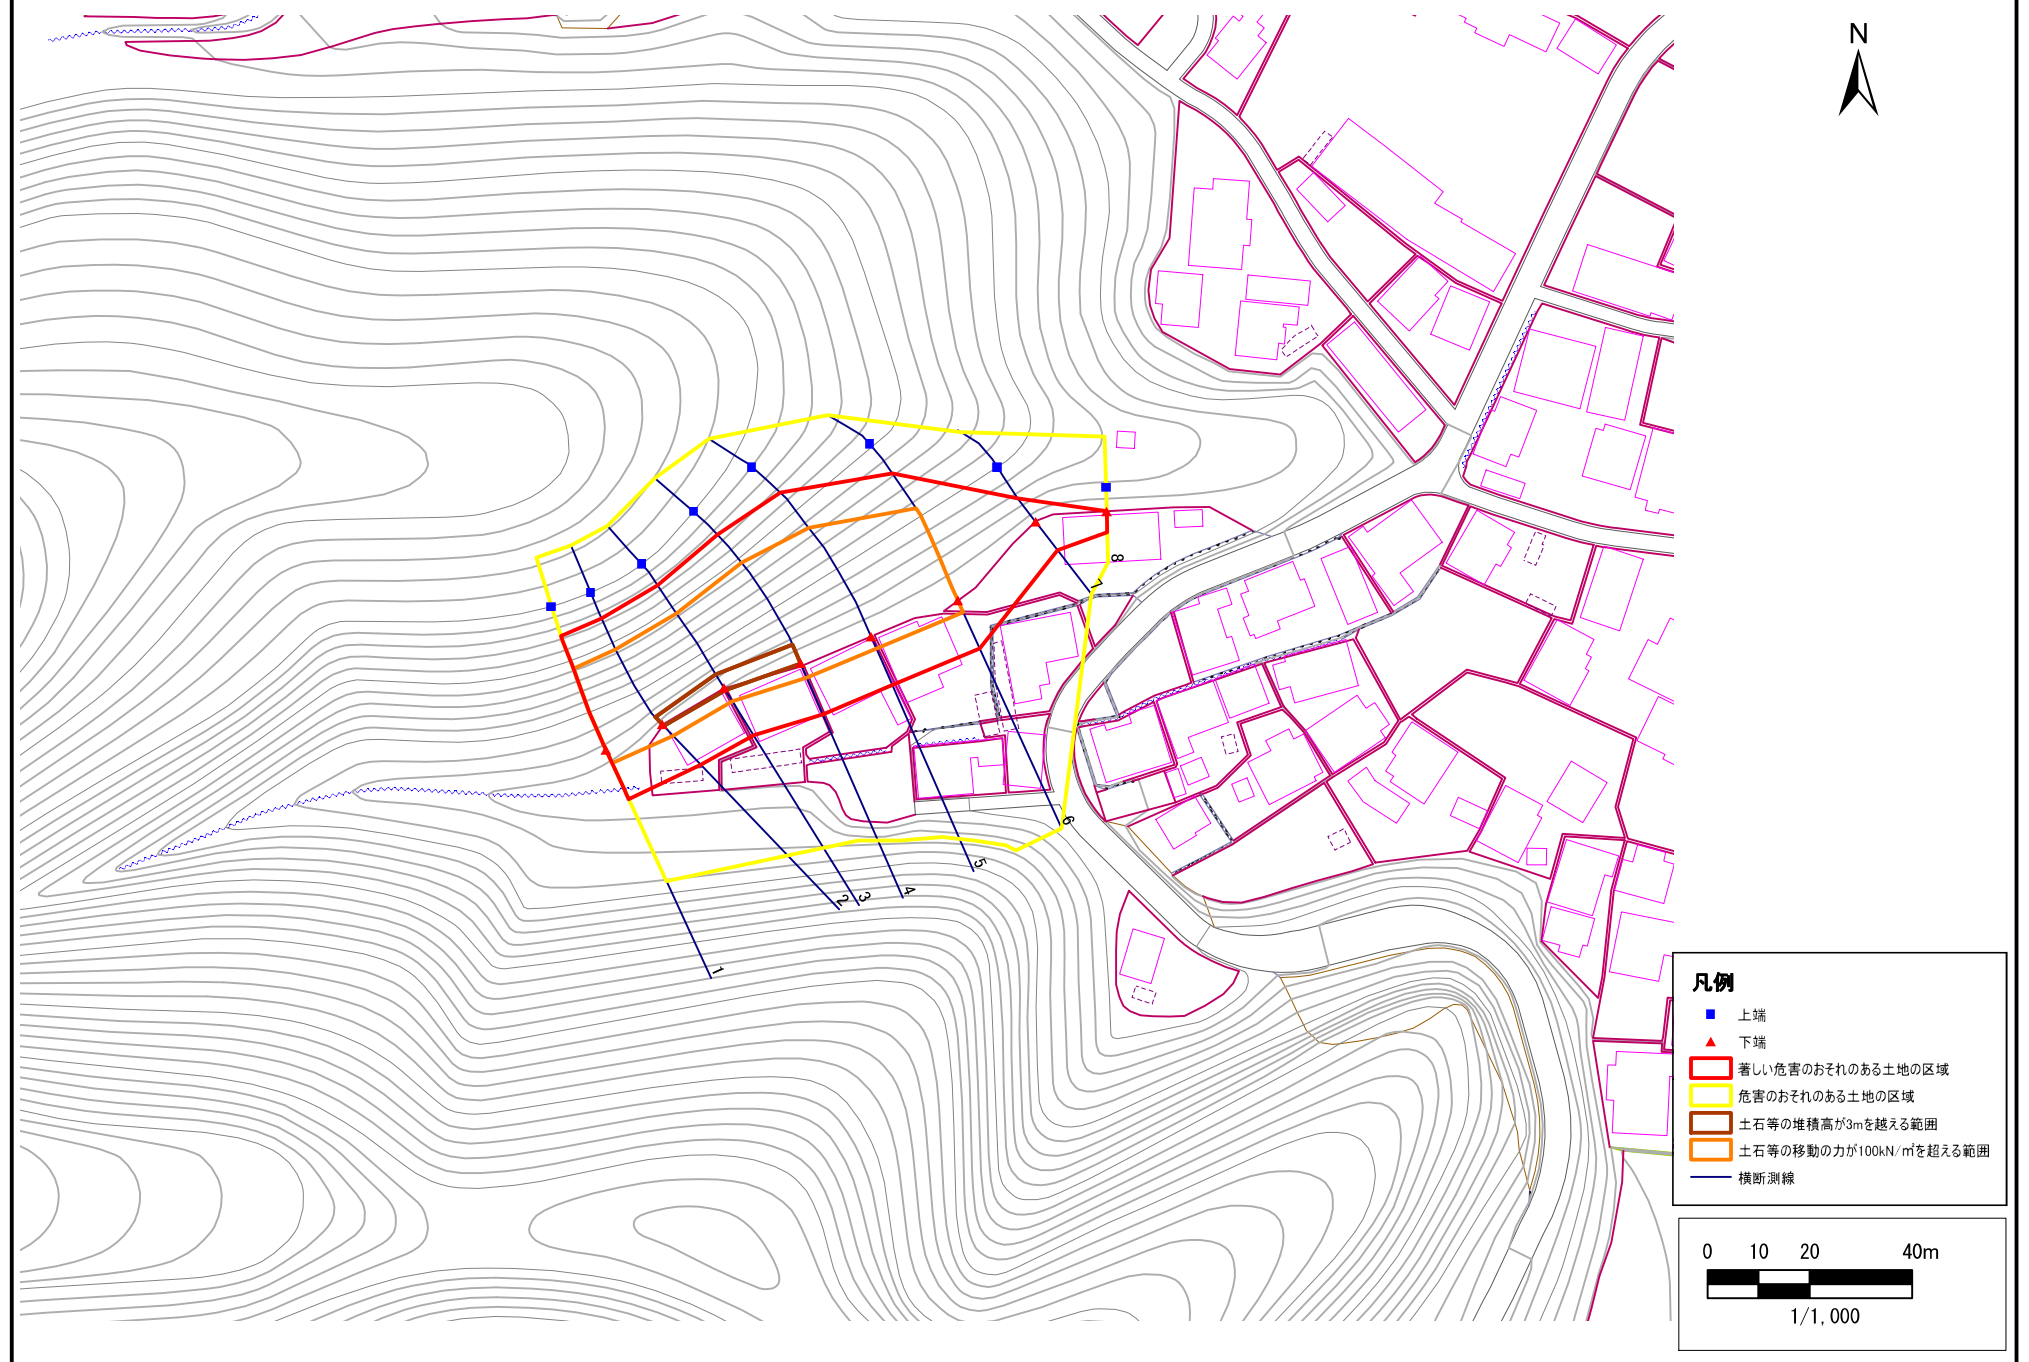 N
8
7
6
5
4
3
2
1
凡例
上端
下端
著しい危害のおそれのある土地の区域
危害のおそれのある土地の区域
土石等の堆積高が3mを越える範囲
土石等の移動の力が100kN/㎡を超える範囲
横断測線
0 10 20 40m
1/1,000